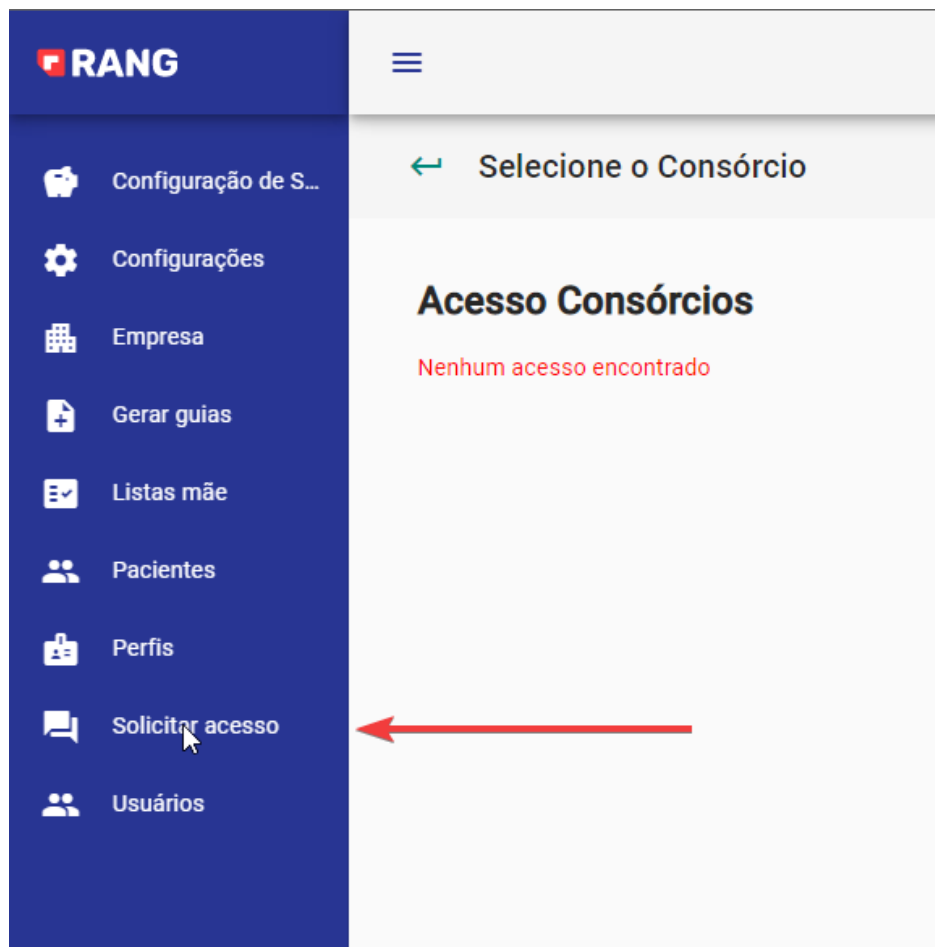 RANG
Selecione o Consórcio
Configuração de S...
Configurações
Empresa
Gerar guias
Listas mãe
Pacientes
Perfis
Solicitar acesso
Usuários
Acesso Consórcios
Nenhum acesso encontrado